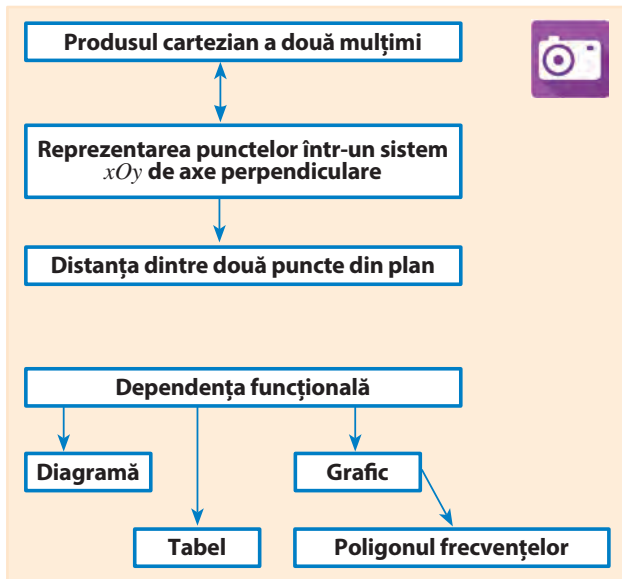 Produsul cartezian a două mulțimi
Reprezentarea punctelor într-un sistem
xOy de axe perpendiculare
Distanța dintre două puncte din plan
Dependența funcțională
Diagramă
Grafic
Tabel
Poligonul frecvențelor